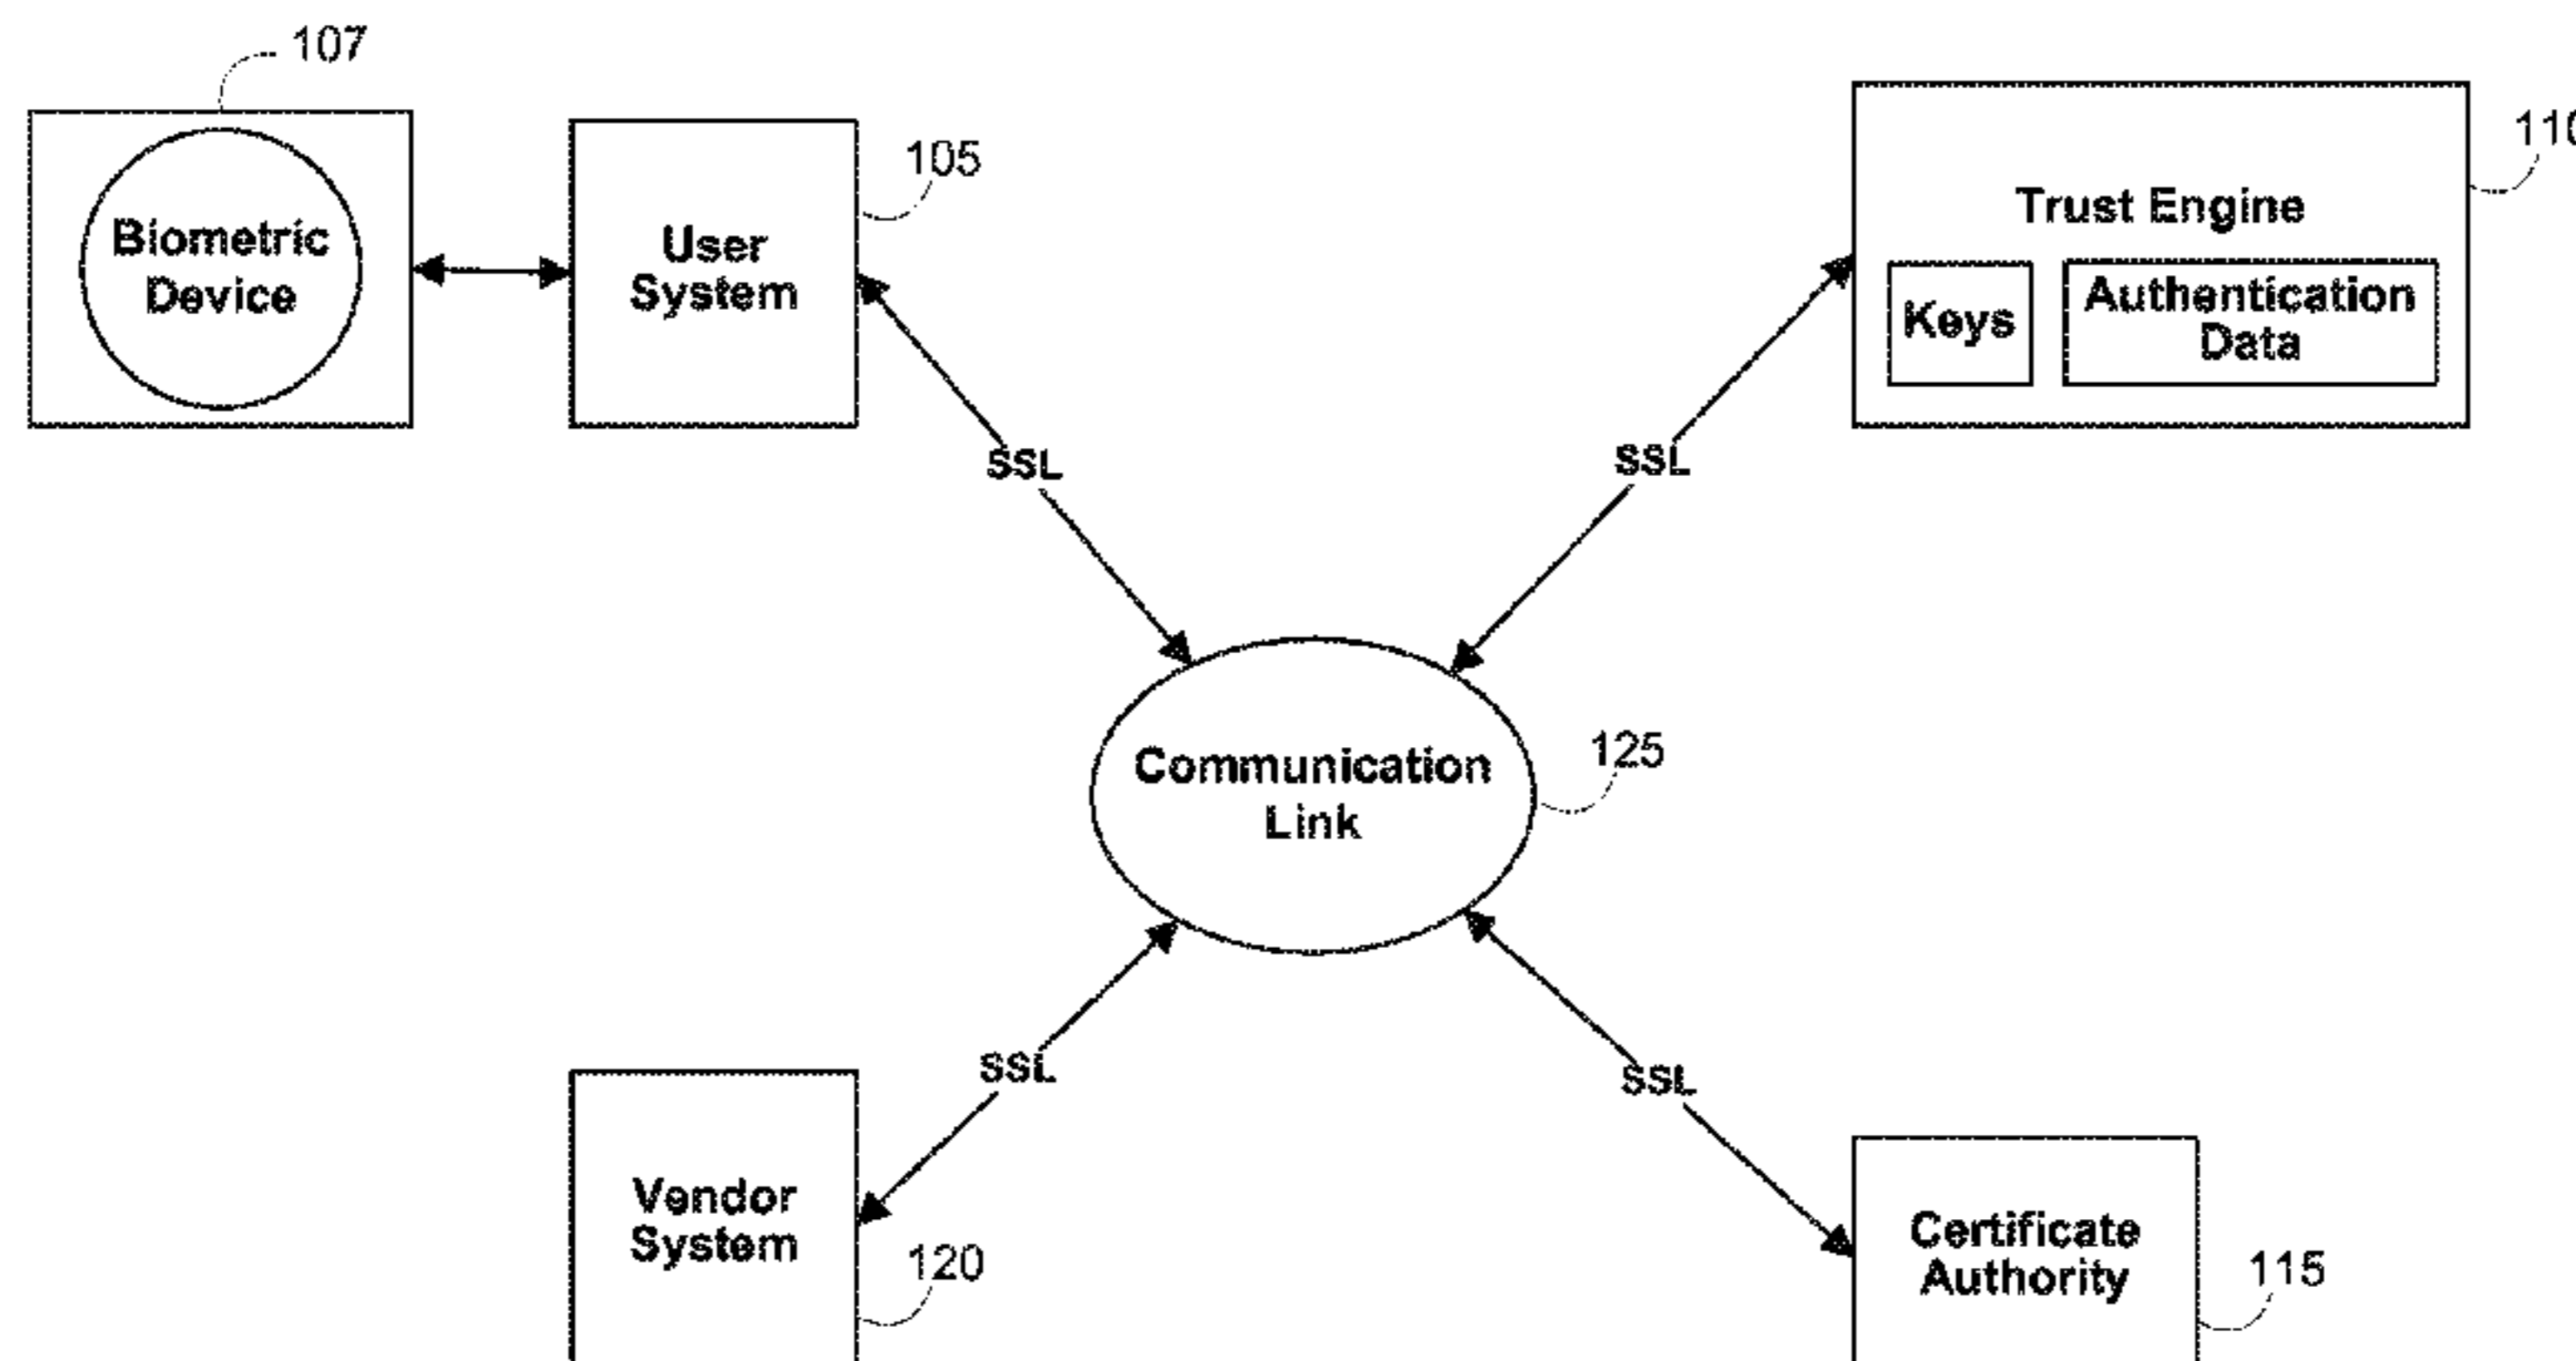 107
105
110
Biometric
Device
User
System
Trust Engine
Keys
Authentication
Data
SSL
SSL
Communication
Link
125
SSL
SSL
Vendor
System
120
Certificate
Authority
115